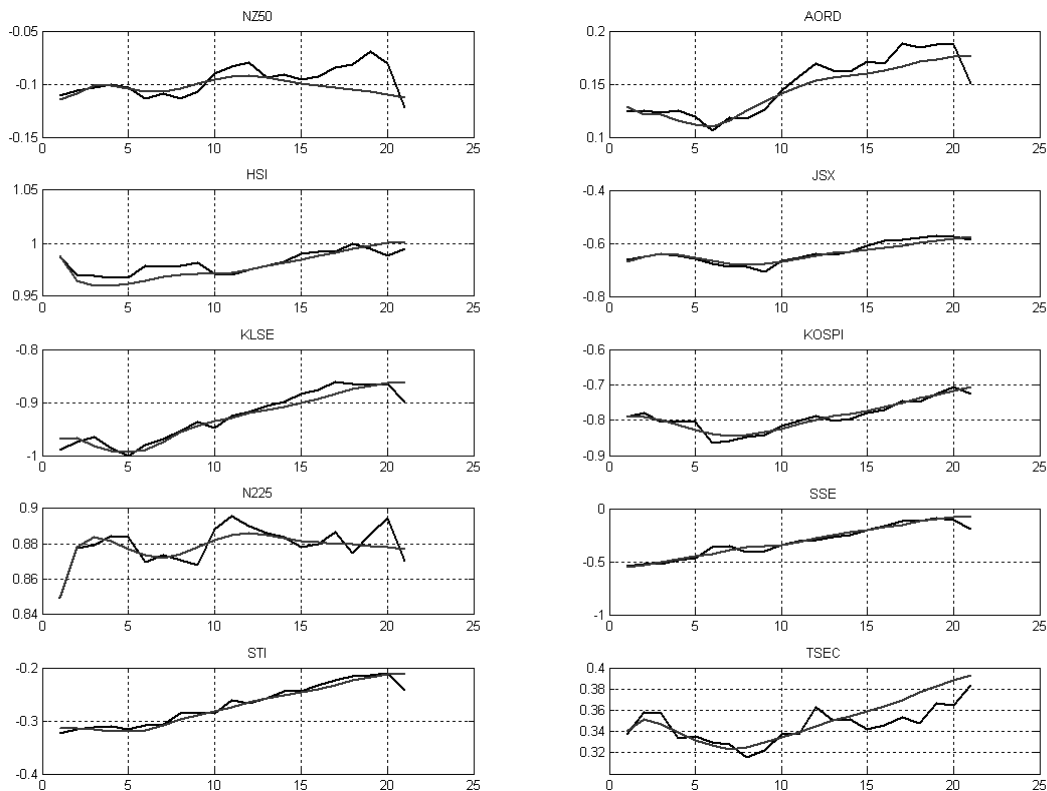 NZ50
-0.05
-0.1
-0.15
0 5 10 15 20 25
AORD
0.2
0.15
0.1
0 5 10 15 20 25
HSI
1.05
1
0.95
0 5 10 15 20 25
JSX
-0.4
-0.6
-0.8
0 5 10 15 20 25
KLSE
-0.8
-0.9
-1
0 5 10 15 20 25
KOSPI
-0.6
-0.7
-0.8
-0.9
0 5 10 15 20 25
N225
0.9
0.88
0.86
0.84
0 5 10 15 20 25
SSE
0
-0.5
-1
0 5 10 15 20 25
STI
-0.2
-0.3
-0.4
0 5 10 15 20 25
TSEC
0.4
0.38
0.36
0.34
0.32
0 5 10 15 20 25